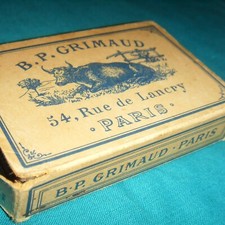 B.P. GRIMAUD
54, Rue de Lancry
· PARIS ·
B.P. GRIMAUD · PARIS